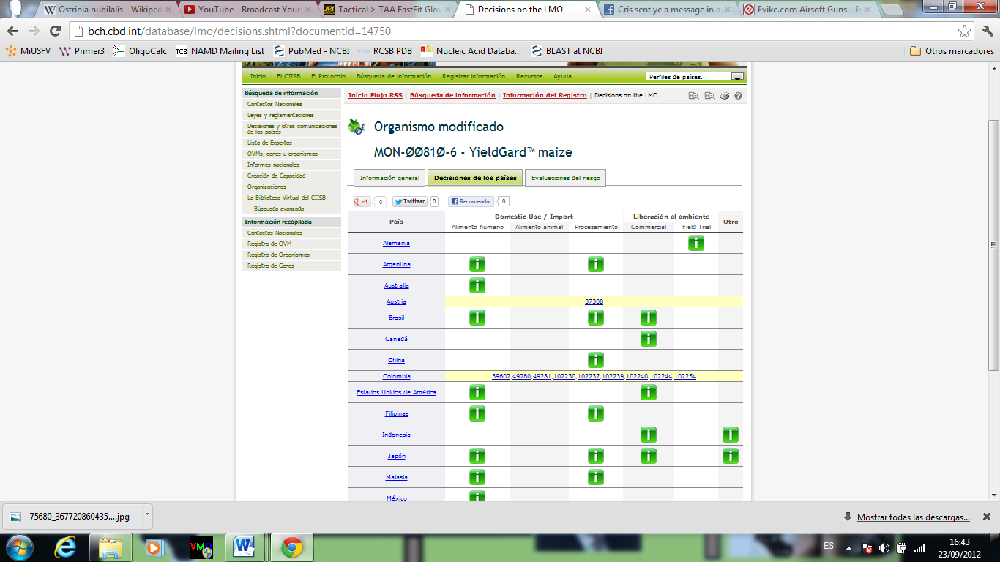 Ostrinia nubilalis - Wikiped
YouTube - Broadcast Your
Tactical > TAA FastFit Glov
Decisions on the LMO
Cris sent ye a message in a
Evike.com Airsoft Guns - E
bch.cbd.int/database/lmo/decisions.shtml?documentid=14750
MiUSFV
Primer3
OligoCalc
TCB NAMD Mailing List
PubMed - NCBI
RCSB PDB
Nucleic Acid Databa...
BLAST at NCBI
Otros marcadores
Inicio El CIISB El Protocolo Búsqueda de información Registrar información Recursos Ayuda
Perfiles de países...
Búsqueda de información
Contactos Nacionales
Leyes y reglamentaciones
Decisiones y otras comunicaciones
de los países
Lista de Expertos
OVMs, genes u organismos
Informes nacionales
Creación de Capacidad
Organizaciones
La Biblioteca Virtual del CIISB
-- Búsqueda avanzada --
Información recopilada
Contactos Nacionales
Registro de OVM
Registro de Organismos
Registro de Genes
Inicio Flujo RSS | Búsqueda de información | Información del Registro | Decisions on the LMO
Organismo modificado
MON-ØØ81Ø-6 - YieldGard™ maize
Información general
Decisiones de los países
Evaluaciones del riesgo
+1 0
Twittear 0
Recomendar 0
País
Domestic Use / Import
Liberación al ambiente
Otro
Alimento humano Alimento animal Procesamiento Commercial Field Trial
Alemania i
Argentina i i
Australia i
Austria 37308
Brasil i i i
Canadá i
China i
Colombia 39602,49280,49281,102230,102237,102239,102240,102244,102254
Estados Unidos de América i i
Filipinas i i
Indonesia i i
Japón i i i i
Malasia i i
México i
75680_367720860435....jpg
Mostrar todas las descargas...
VMD
ES
16:43
23/09/2012